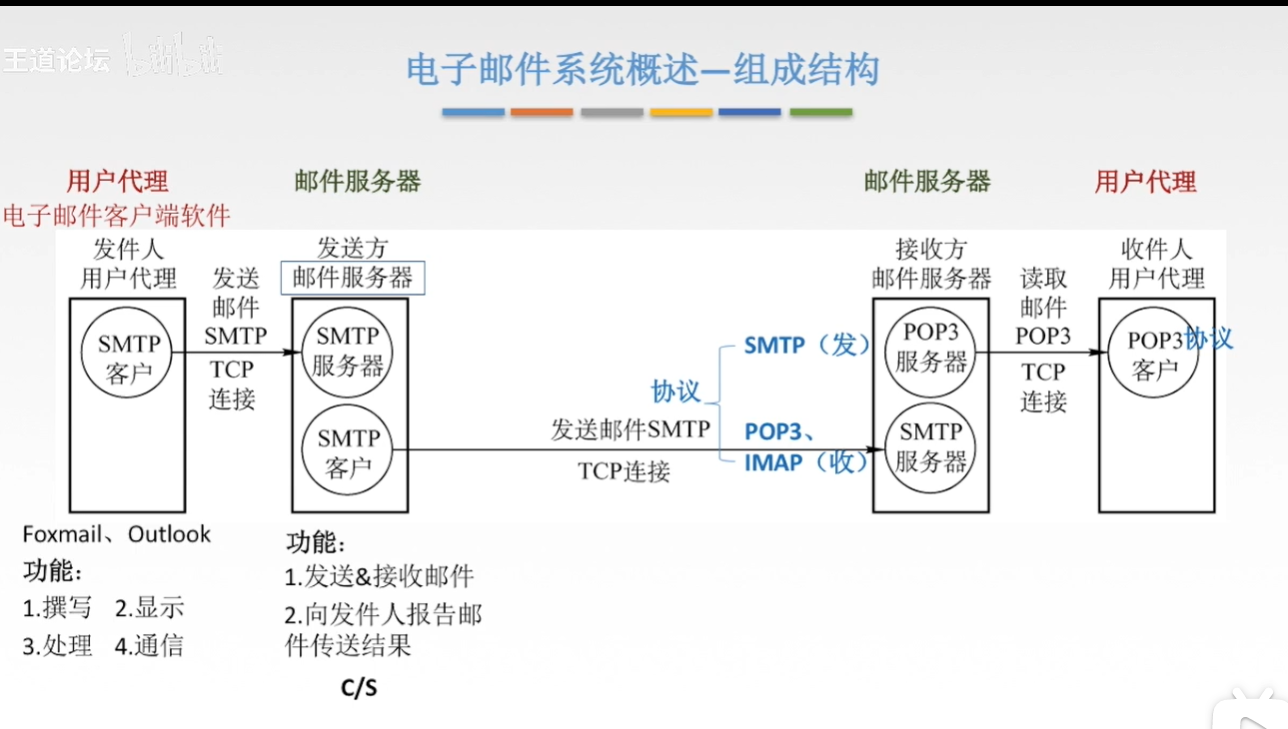 王道论坛 bilibili
电子邮件系统概述—组成结构
用户代理
邮件服务器
邮件服务器
用户代理
电子邮件客户端软件
发件人
用户代理
发送
邮件
SMTP
TCP
连接
SMTP
客户
发送方
邮件服务器
SMTP
服务器
SMTP
客户
发送邮件SMTP
TCP连接
协议
SMTP（发）
POP3、
IMAP（收）
接收方
邮件服务器
POP3
服务器
SMTP
服务器
读取
邮件
POP3
TCP
连接
收件人
用户代理
POP3
客户
协议
Foxmail、Outlook
功能：
1.撰写 2.显示
3.处理 4.通信
功能：
1.发送&接收邮件
2.向发件人报告邮
件传送结果
C/S